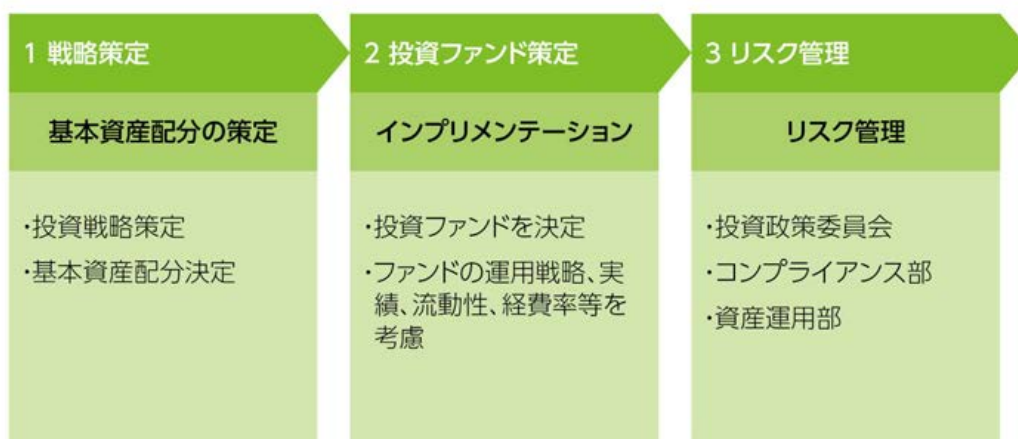 1 戦略策定
基本資産配分の策定
・投資戦略策定
・基本資産配分決定
2 投資ファンド策定
インプリメンテーション
・投資ファンドを決定
・ファンドの運用戦略、実
績、流動性、経費率等を
考慮
3 リスク管理
リスク管理
・投資政策委員会
・コンプライアンス部
・資産運用部